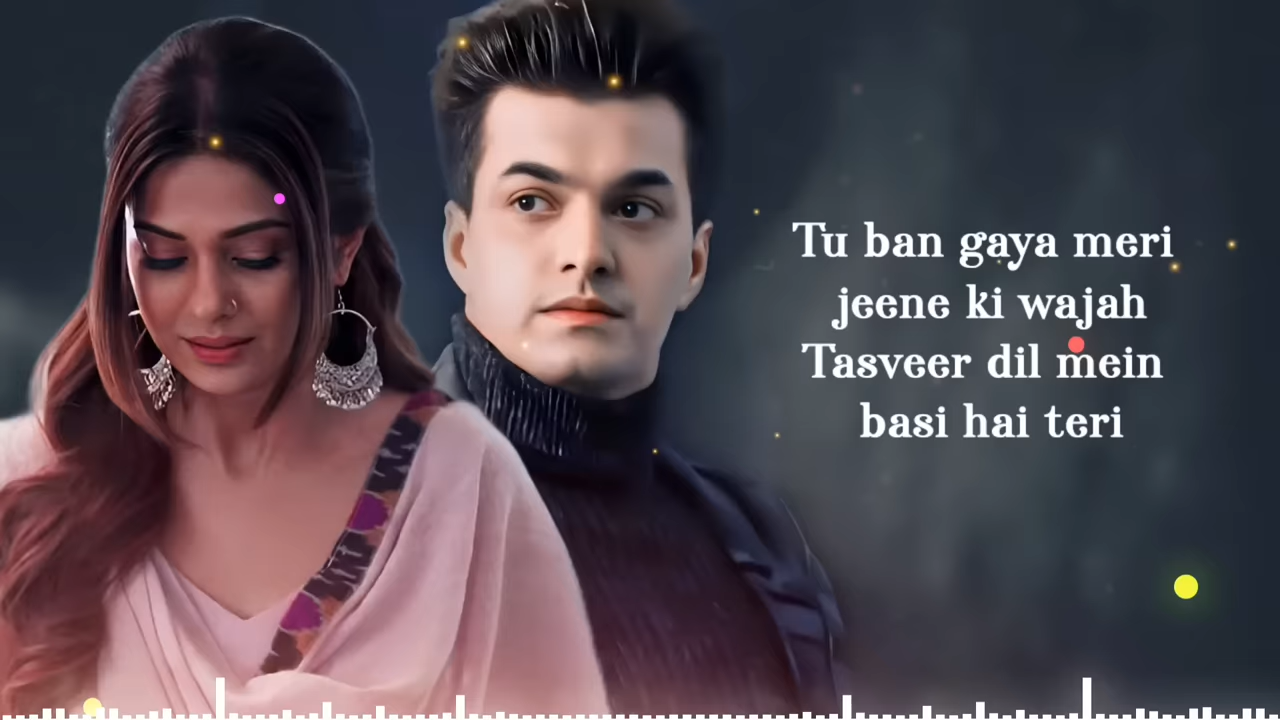 Tu ban gaya meri
jeene ki wajah
Tasveer dil mein
basi hai teri